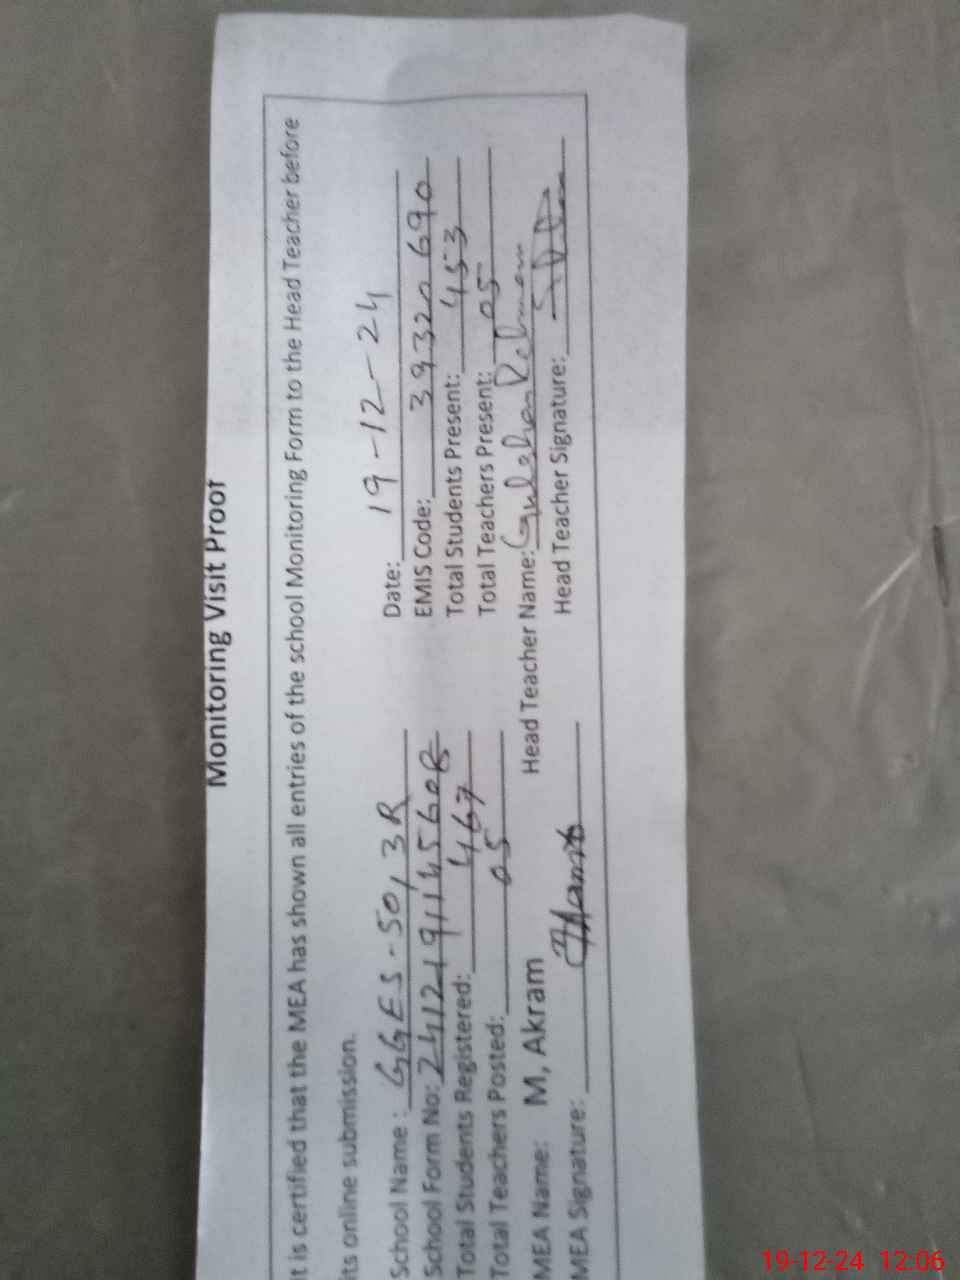 Monitoring Visit Proof
It is certified that the MEA has shown all entries of the school Monitoring Form to the Head Teacher before
its online submission.
School Name : GGES-50, 3R Date: 19-12-24
School Form No: EMIS Code: 39320690
Total Students Registered: 467 Total Students Present: 453
Total Teachers Posted: 05 Total Teachers Present: 05
MEA Name: M, Akram Head Teacher Name: Rehman
MEA Signature: Head Teacher Signature:
19-12-24 12:06